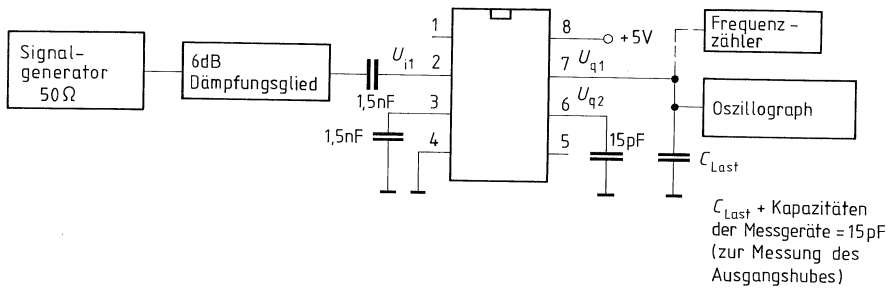 Signal-
generator
50Ω
6dB
Dämpfungsglied
U_i1
1,5nF
1,5nF
1
2
3
4
8
7
6
5
+5V
U_q1
U_q2
15pF
Frequenz-
zähler
Oszillograph
C_Last
C_Last + Kapazitäten
der Messgeräte = 15pF
(zur Messung des
Ausgangshubes)